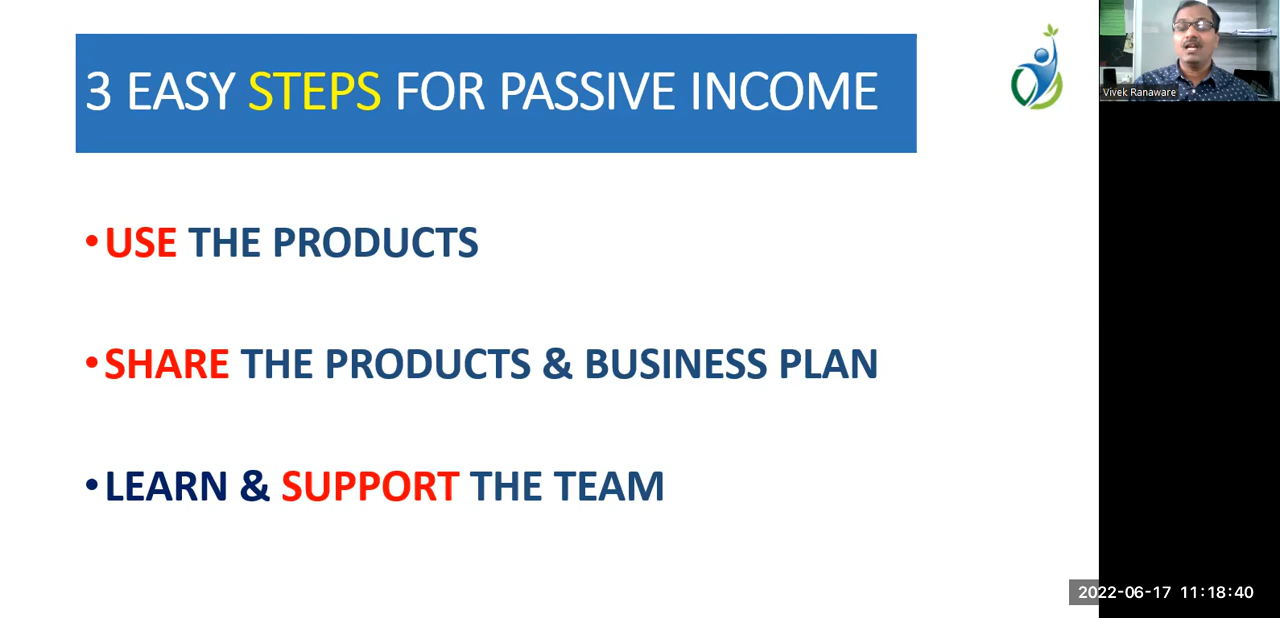 3 EASY STEPS FOR PASSIVE INCOME
Vivek Ranaware
•USE THE PRODUCTS
•SHARE THE PRODUCTS & BUSINESS PLAN
•LEARN & SUPPORT THE TEAM
2022-06-17 11:18:40